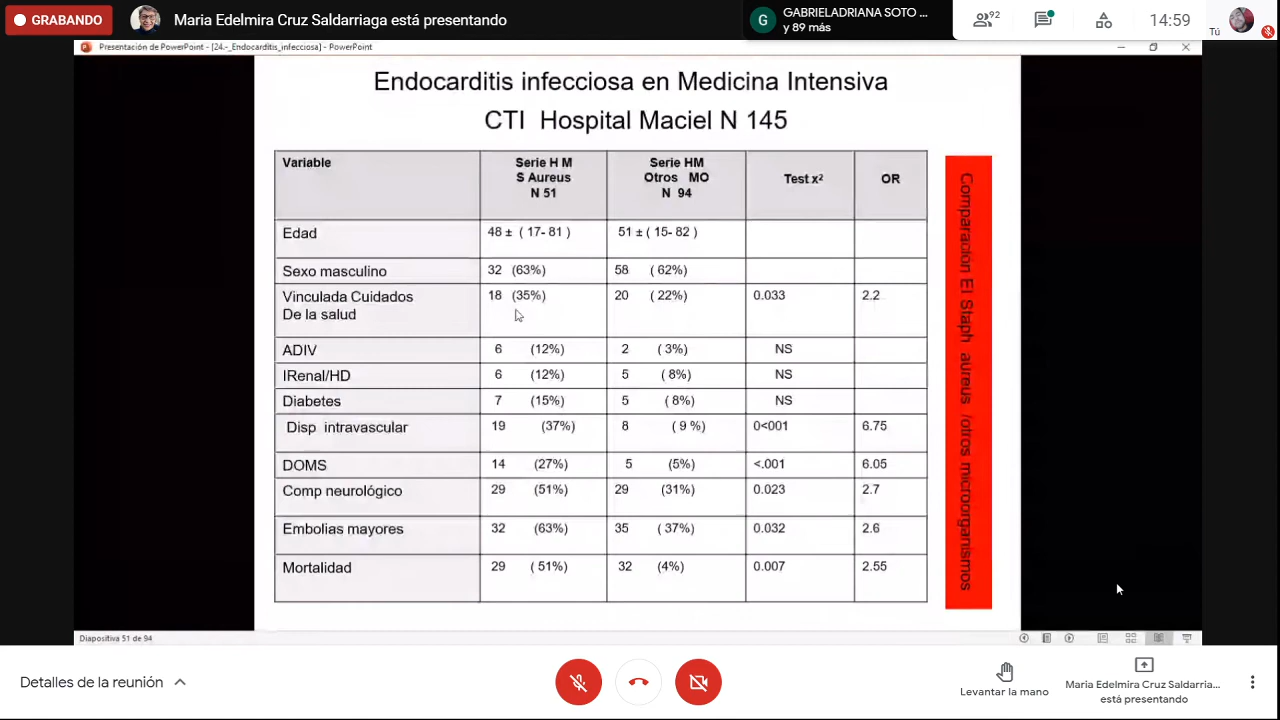 GRABANDO
Maria Edelmira Cruz Saldarriaga está presentando
G
GABRIELADRIANA SOTO ...
y 89 más
92
14:59
Tú
Presentación de PowerPoint - [24.-_Endocarditis_infecciosa] - PowerPoint
Endocarditis infecciosa en Medicina Intensiva
CTI Hospital Maciel N 145
Variable
Serie H M
S Aureus
N 51
Serie HM
Otros MO
N 94
Test x²
OR
Edad
48 ± ( 17- 81 )
51 ± ( 15- 82 )
Sexo masculino
32 (63%)
58 ( 62%)
Vinculada Cuidados
De la salud
18 (35%)
20 ( 22%)
0.033
2.2
ADIV
6 (12%)
2 ( 3%)
NS
IRenal/HD
6 (12%)
5 ( 8%)
NS
Diabetes
7 (15%)
5 ( 8%)
NS
Disp intravascular
19 (37%)
8 ( 9 %)
0<001
6.75
DOMS
14 (27%)
5 (5%)
<.001
6.05
Comp neurológico
29 (51%)
29 (31%)
0.023
2.7
Embolias mayores
32 (63%)
35 ( 37%)
0.032
2.6
Mortalidad
29 ( 51%)
32 (4%)
0.007
2.55
Comparación EI Staph aureus /otros microorganismos
Diapositiva 51 de 94
Detalles de la reunión
Levantar la mano
Maria Edelmira Cruz Saldarria...
está presentando